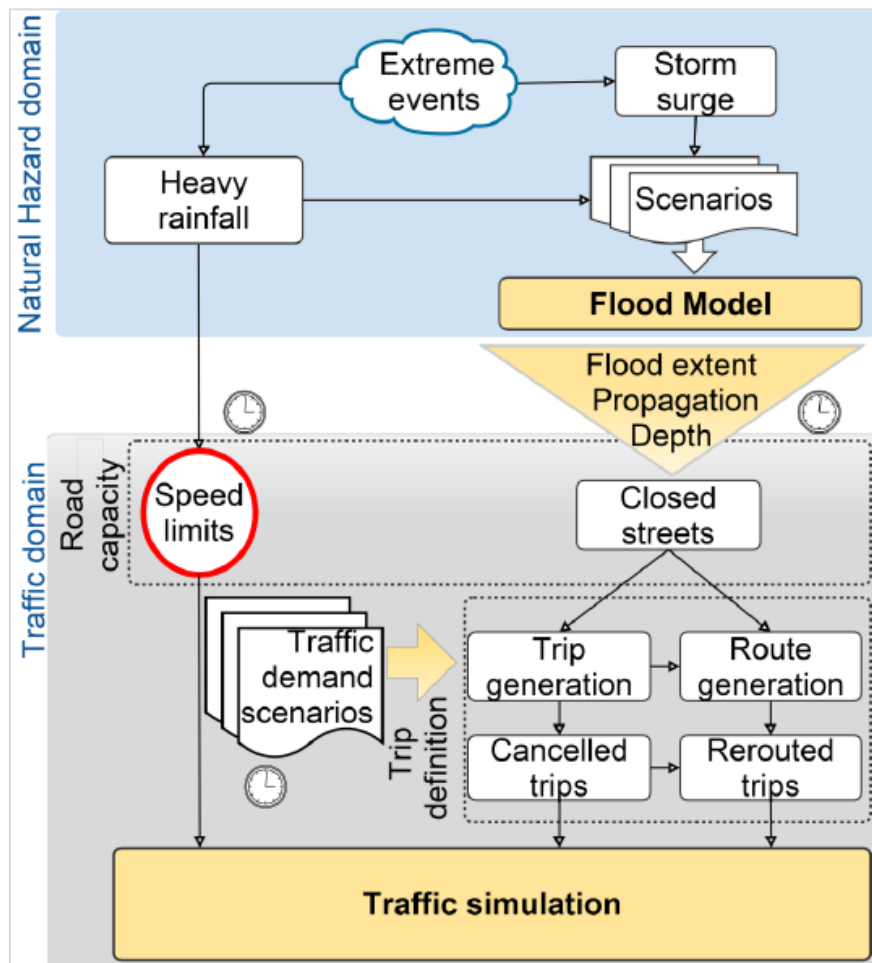 Natural Hazard domain
Extreme
events
Storm
surge
Heavy
rainfall
Scenarios
Flood Model
Flood extent
Propagation
Depth
Traffic domain
Road
capacity
Speed
limits
Closed
streets
Traffic
demand
scenarios
Trip
definition
Trip
generation
Route
generation
Cancelled
trips
Rerouted
trips
Traffic simulation